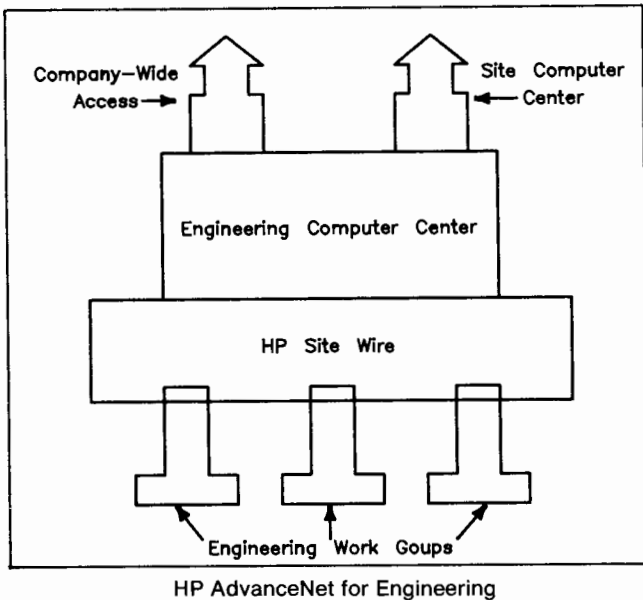 Company-Wide
Access
Site Computer
Center
Engineering Computer Center
HP Site Wire
Engineering Work Goups
HP AdvanceNet for Engineering